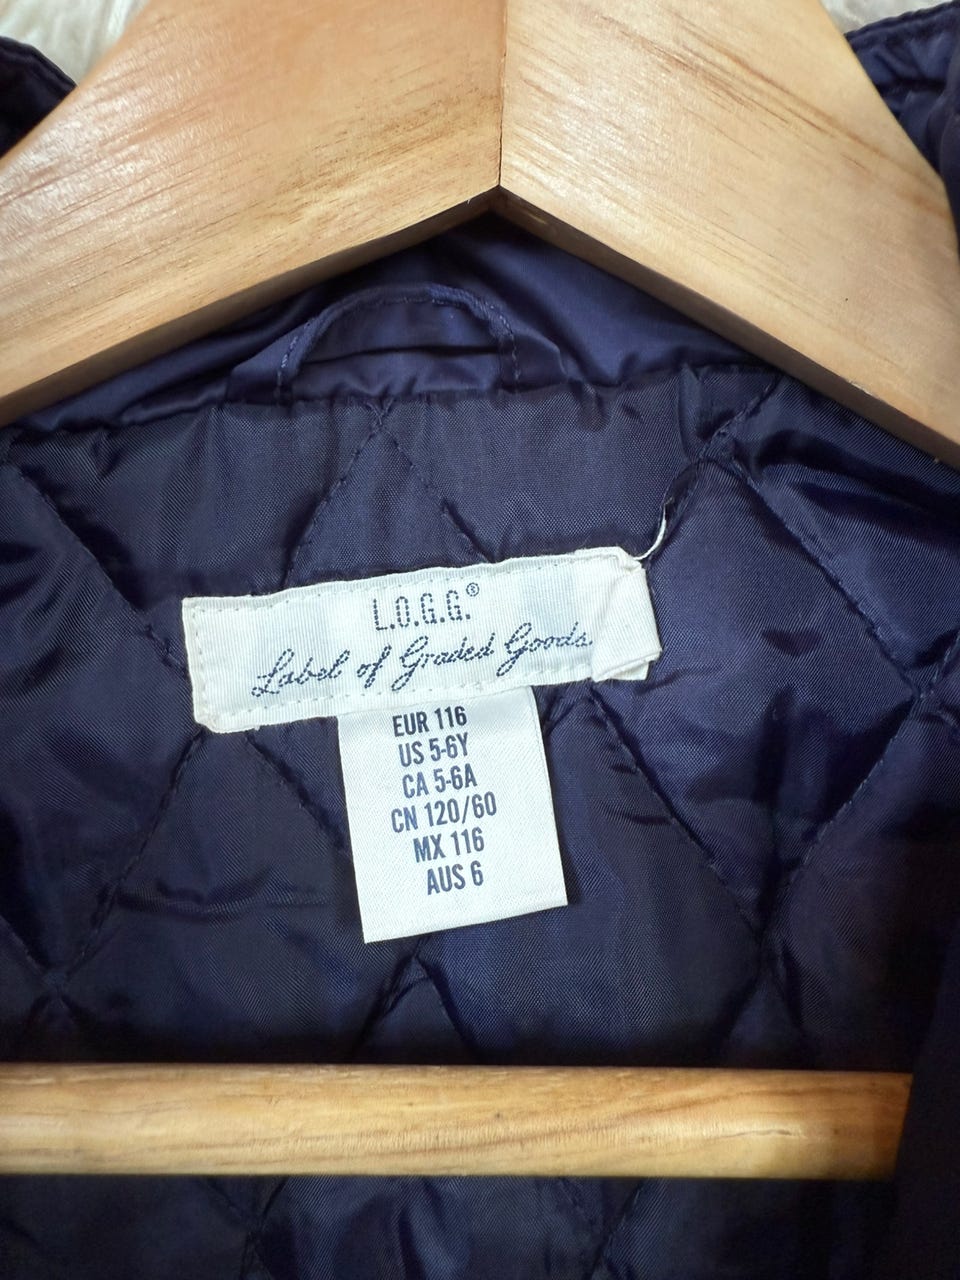 L.O.G.G.®
Label of Graded Goods
EUR 116
US 5-6Y
CA 5-6A
CN 120/60
MX 116
AUS 6